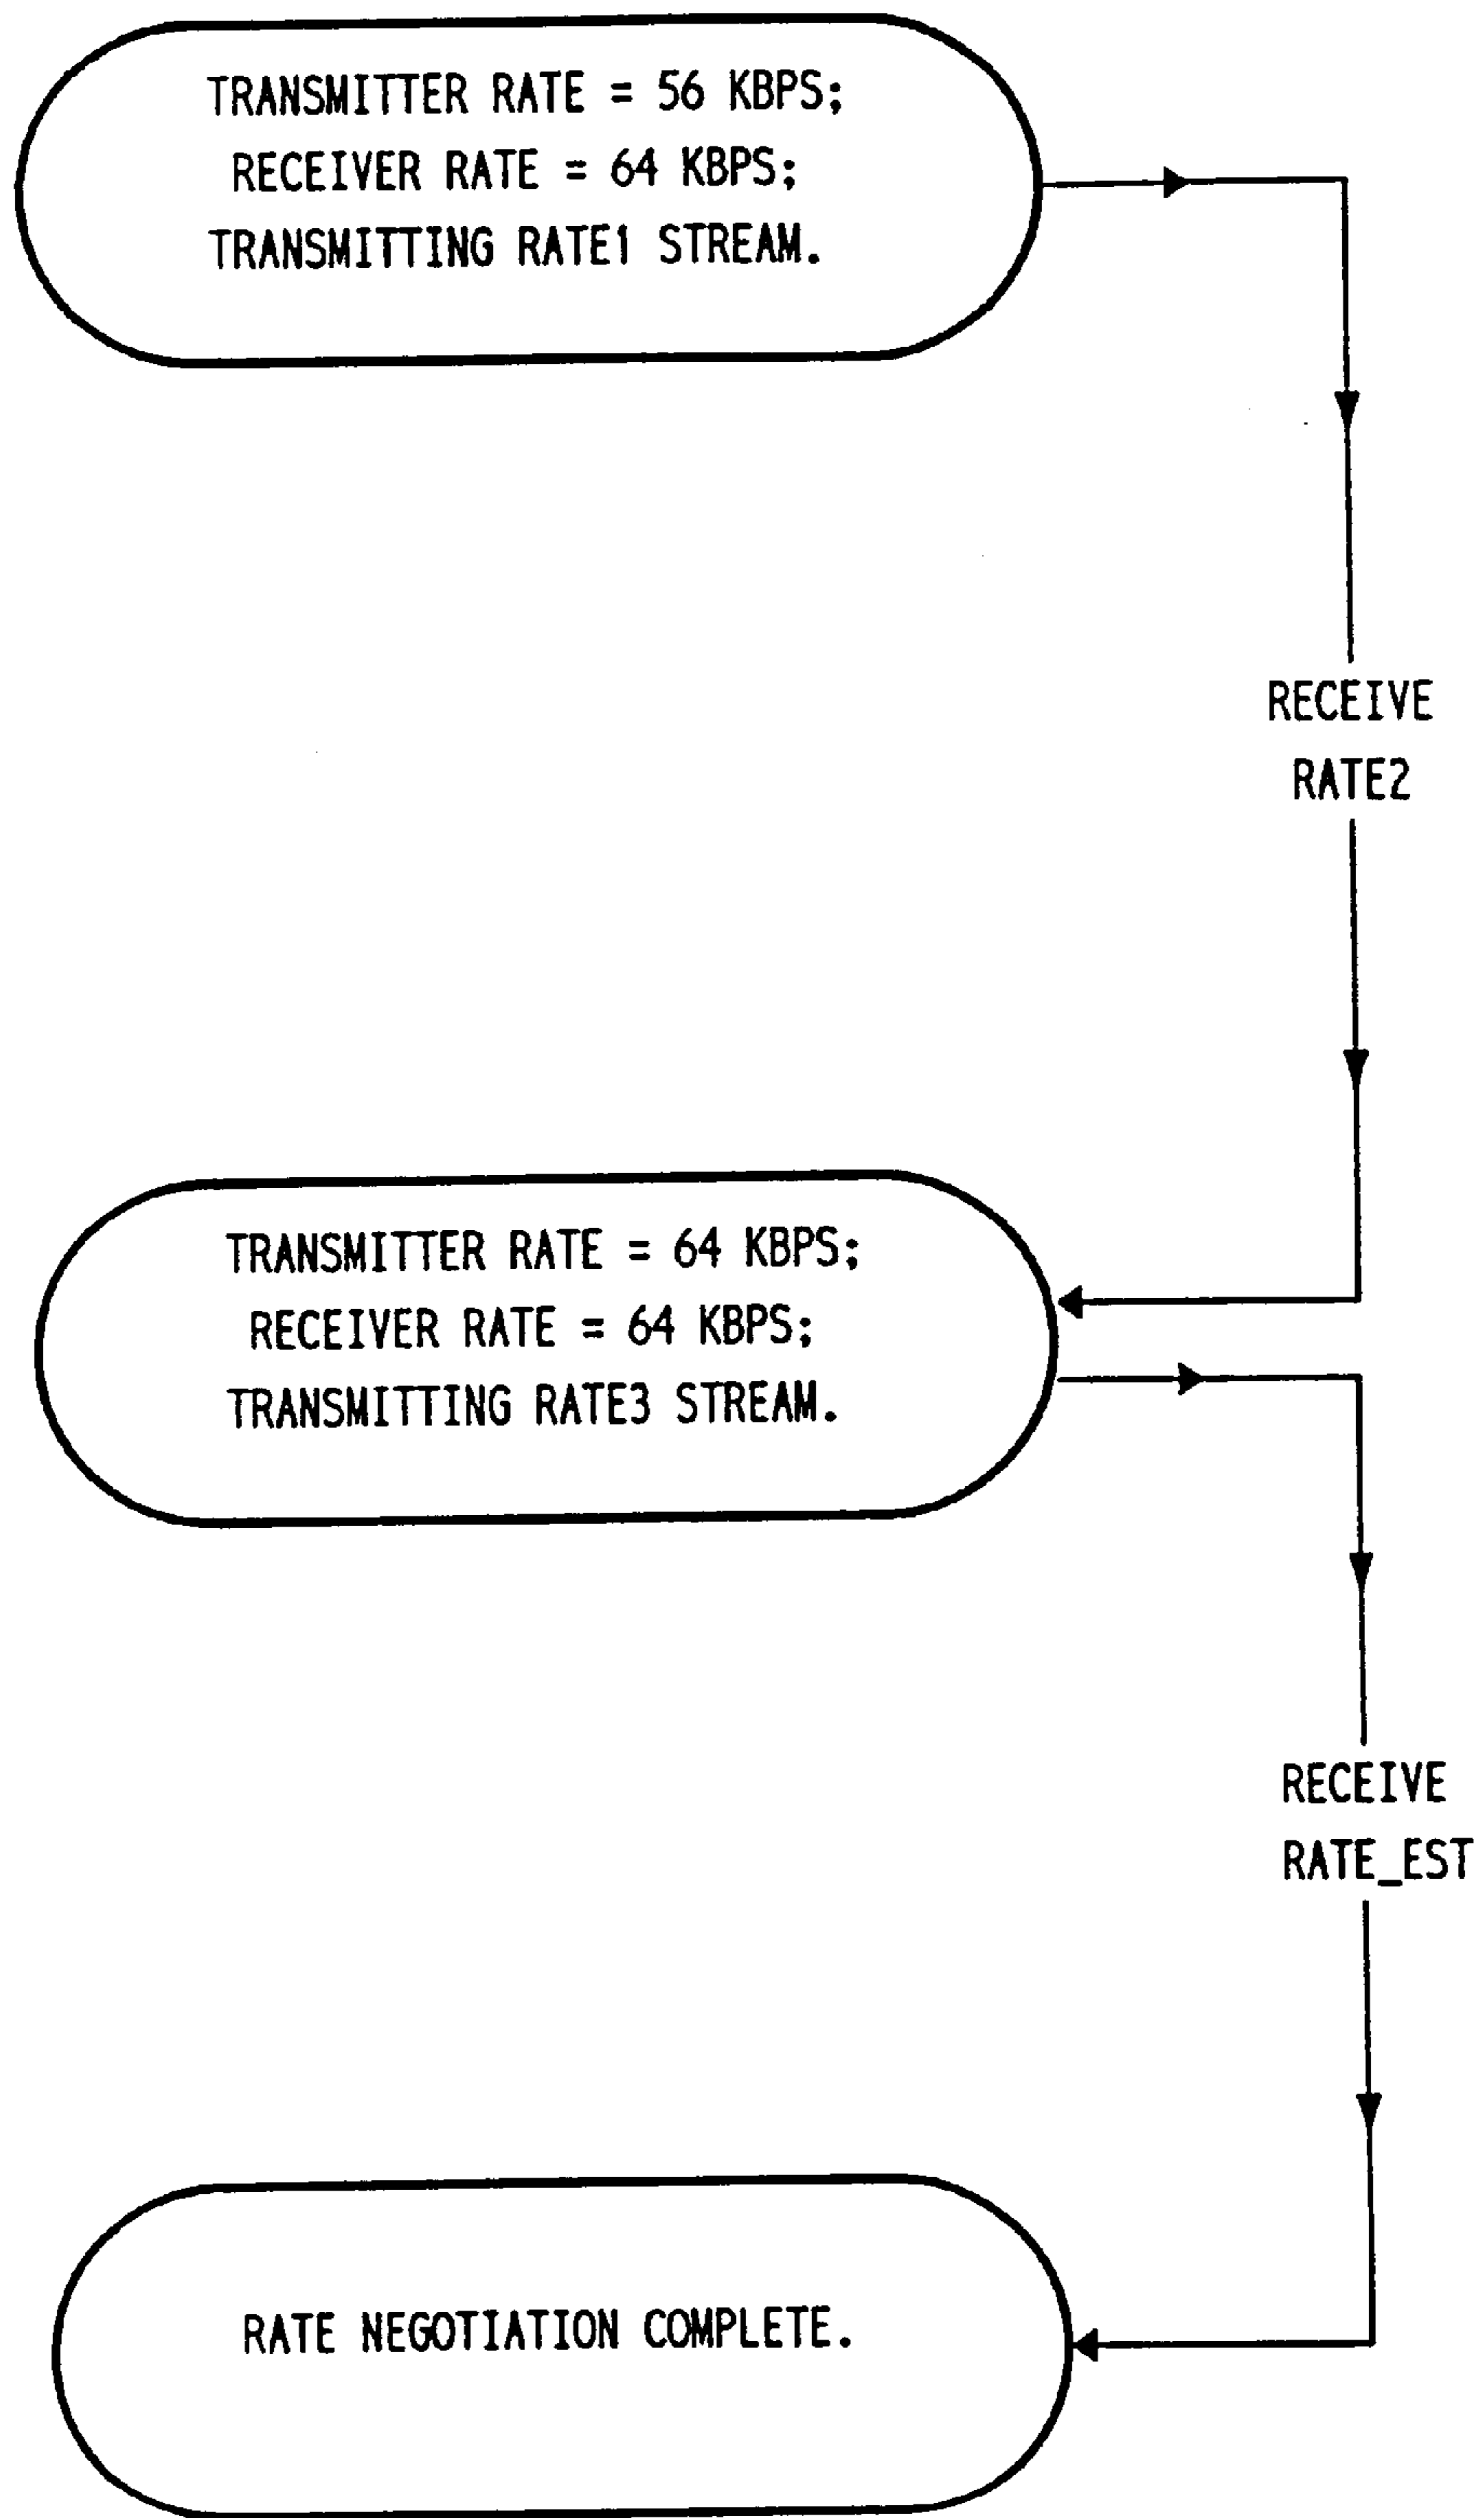 TRANSMITTER RATE = 56 KBPS;
RECEIVER RATE = 64 KBPS;
TRANSMITTING RATE1 STREAM.
RECEIVE
RATE2
TRANSMITTER RATE = 64 KBPS;
RECEIVER RATE = 64 KBPS;
TRANSMITTING RATE3 STREAM.
RECEIVE
RATE_EST
RATE NEGOTIATION COMPLETE.